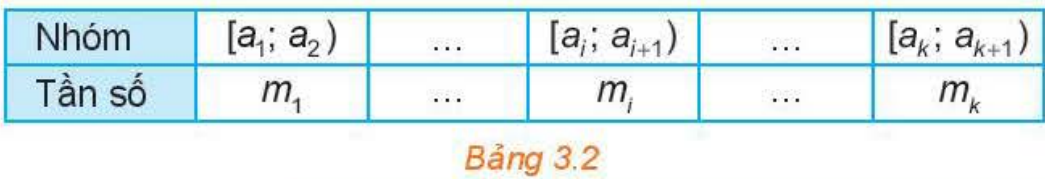 Nhóm [a₁; a₂) ... [aᵢ; aᵢ₊₁) ... [aₖ; aₖ₊₁)
Tần số m₁ ... mᵢ ... mₖ
Bảng 3.2